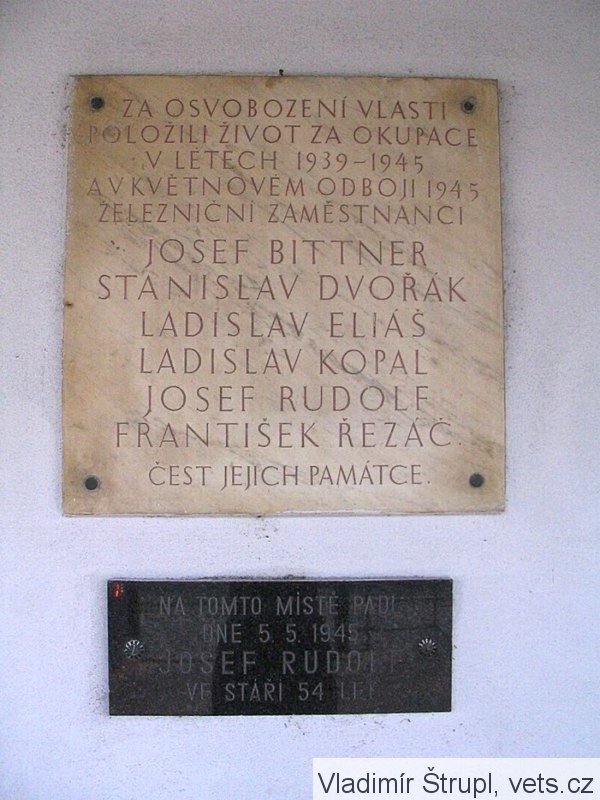 ZA OSVOBOZENÍ VLASTI
POLOŽILI ŽIVOT ZA OKUPACE
V LÉTECH 1939-1945
A V KVĚTNOVÉM ODBOJI 1945
ŽELEZNIČNÍ ZAMĚSTNANCI
JOSEF BITTNER
STANISLAV DVOŘÁK
LADISLAV ELIÁŠ
LADISLAV KOPAL
JOSEF RUDOLF
FRANTIŠEK ŘEZÁČ.
ČEST JEJICH PAMÁTCE.
NA TOMTO MÍSTĚ PADL
DNE 5. 5. 1945
JOSEF RUDOLF
VE STÁŘÍ 54 LET
Vladimír Štrupl, vets.cz